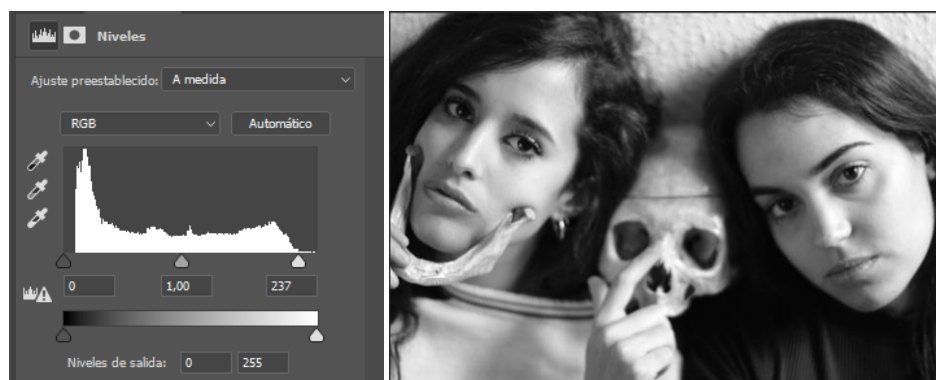 Niveles
Ajuste preestablecido: A medida
RGB Automático
0 1,00 237
Niveles de salida: 0 255